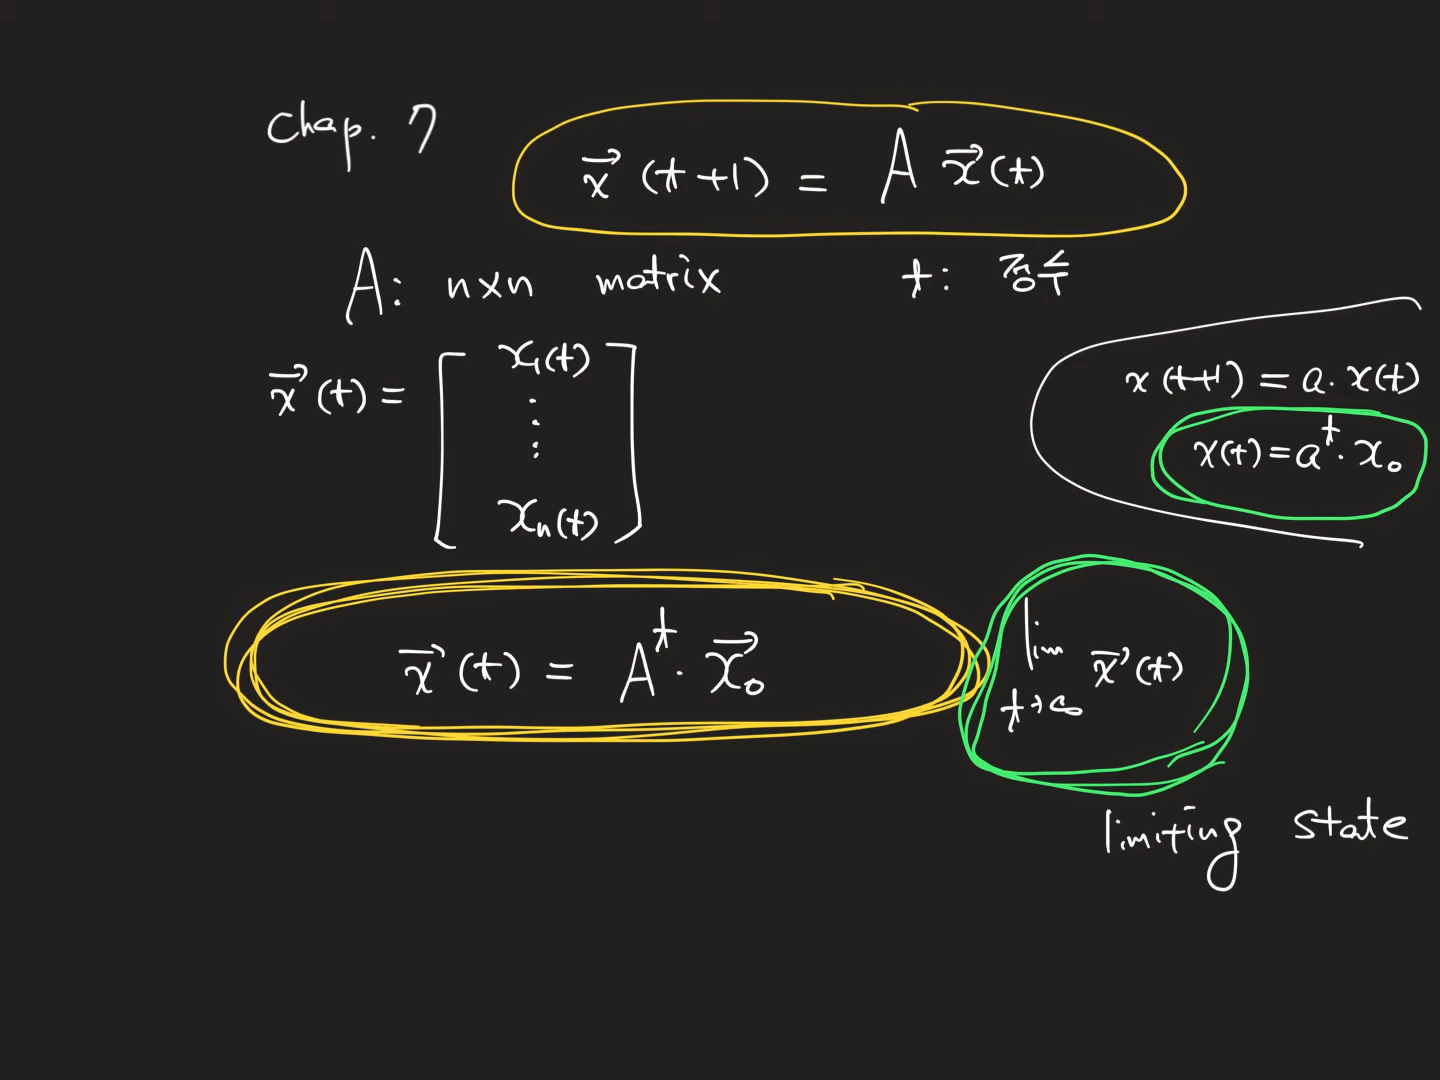 Chap. 7
x⃗(t+1) = A x⃗(t)
A: n×n matrix t: 정수
x⃗(t) = [x₁(t) ⋮ xₙ(t)]
x(t+1) = a · x(t)
x(t) = aᵗ · x₀
x⃗(t) = Aᵗ · x⃗₀
lim t→∞ x⃗(t)
limiting state